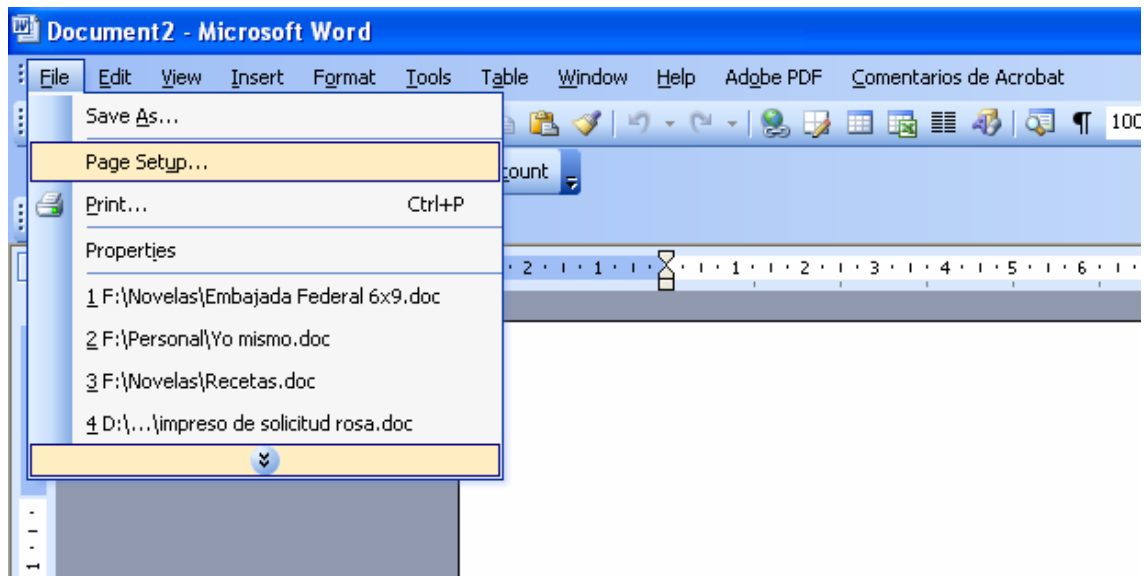 Document2 - Microsoft Word
File Edit View Insert Format Tools Table Window Help Adobe PDF Comentarios de Acrobat
Save As...
100
Page Setup...
ount
Print... Ctrl+P
Properties
2 1 1 2 3 4 5 6
1 F:\Novelas\Embajada Federal 6x9.doc
2 F:\Personal\Yo mismo.doc
3 F:\Novelas\Recetas.doc
4 D:\...\impreso de solicitud rosa.doc
1